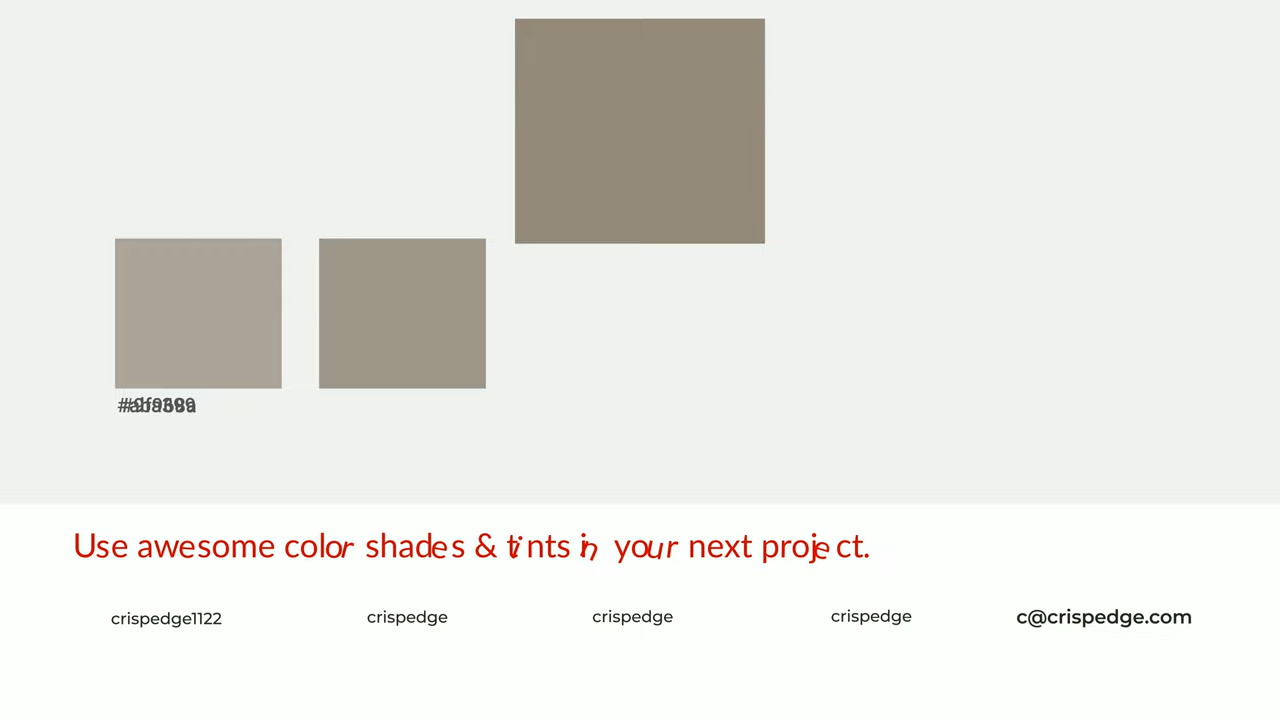 Use awesome color shades & tints in your next project.
crispedge1122 crispedge crispedge crispedge c@crispedge.com